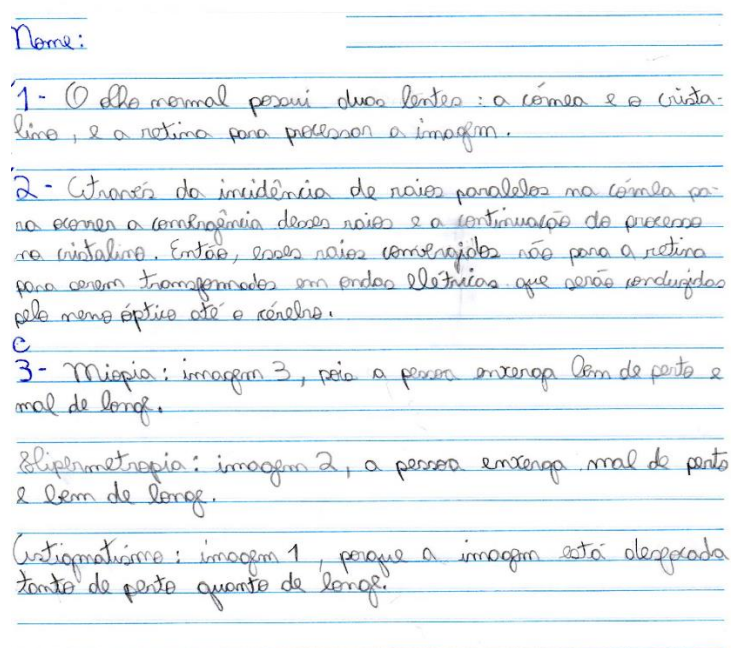 Nome:
1- O olho normal possui duas lentes: a córnea e o crista-
lino, e a retina para processar a imagem.
2- Através da incidência de raios paralelos na córnea pa-
ra ocorrer a convergência desses raios e a continuação do processo
no cristalino. Então, esses raios convergidos vão para a retina
para serem transformados em ondas elétricas que serão conduzidas
pelo nervo óptico até o cérebro.
C
3- Miopia: imagem 3, pois a pessoa enxerga bem de perto e
mal de longe.
Hipermetropia: imagem 2, a pessoa enxerga mal de perto
e bem de longe.
Astigmatismo: imagem 1, porque a imagem está desfocada
tanto de perto quanto de longe.